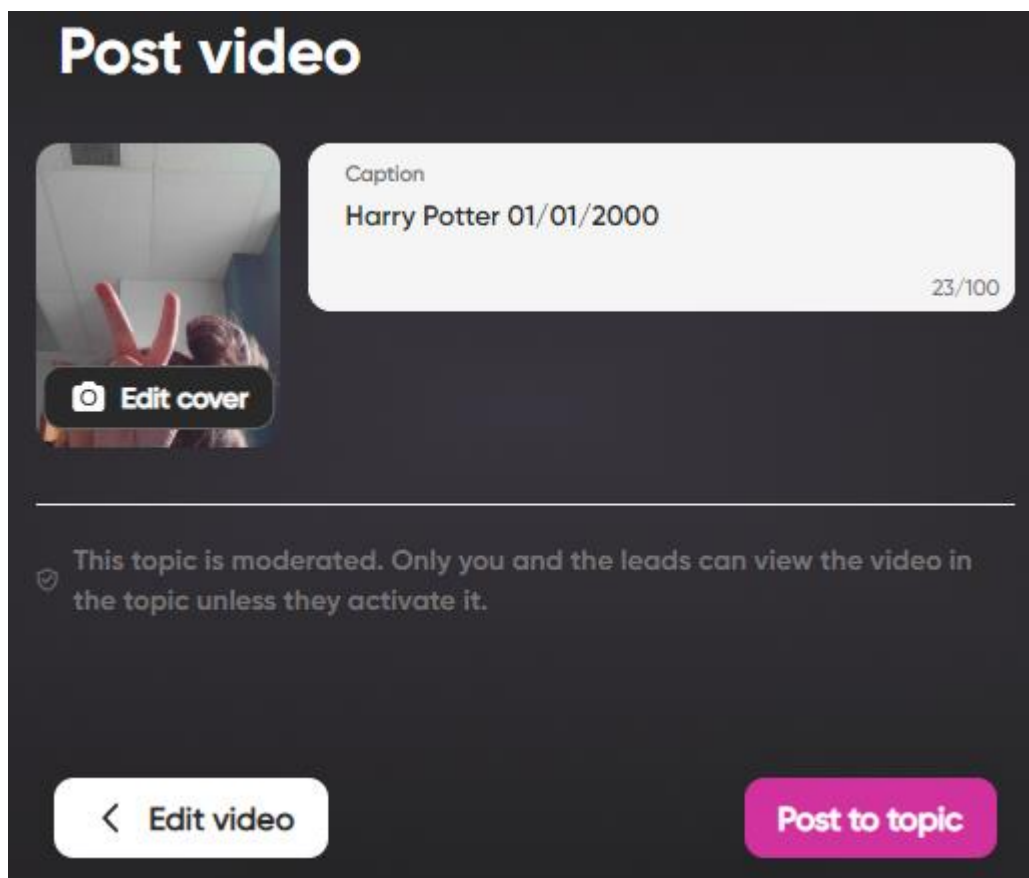 Post video
Caption
Harry Potter 01/01/2000
23/100
Edit cover
This topic is moderated. Only you and the leads can view the video in
the topic unless they activate it.
Edit video
Post to topic